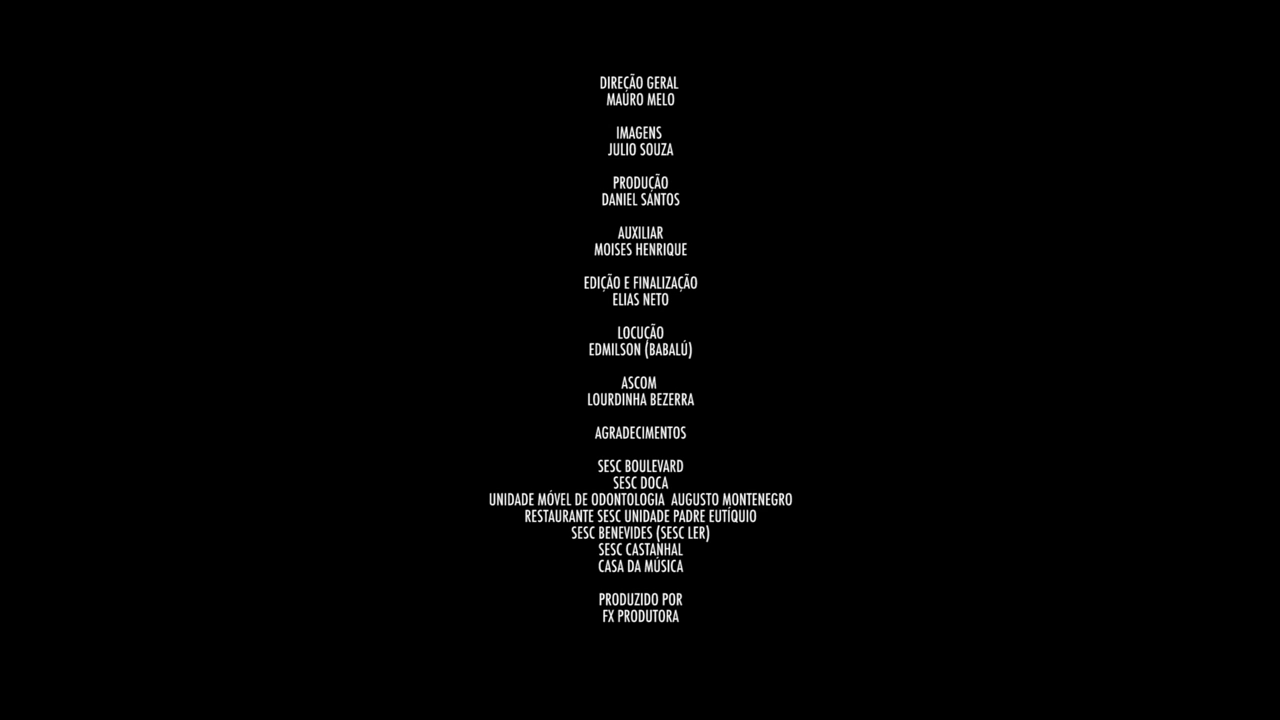 DIREÇÃO GERAL
MAURO MELO
IMAGENS
JULIO SOUZA
PRODUÇÃO
DANIEL SANTOS
AUXILIAR
MOISES HENRIQUE
EDIÇÃO E FINALIZAÇÃO
ELIAS NETO
LOCUÇÃO
EDMILSON (BABALÚ)
ASCOM
LOURDINHA BEZERRA
AGRADECIMENTOS
SESC BOULEVARD
SESC DOCA
UNIDADE MÓVEL DE ODONTOLOGIA AUGUSTO MONTENEGRO
RESTAURANTE SESC UNIDADE PADRE EUTÍQUIO
SESC BENEVIDES (SESC LER)
SESC CASTANHAL
CASA DA MÚSICA
PRODUZIDO POR
FX PRODUTORA